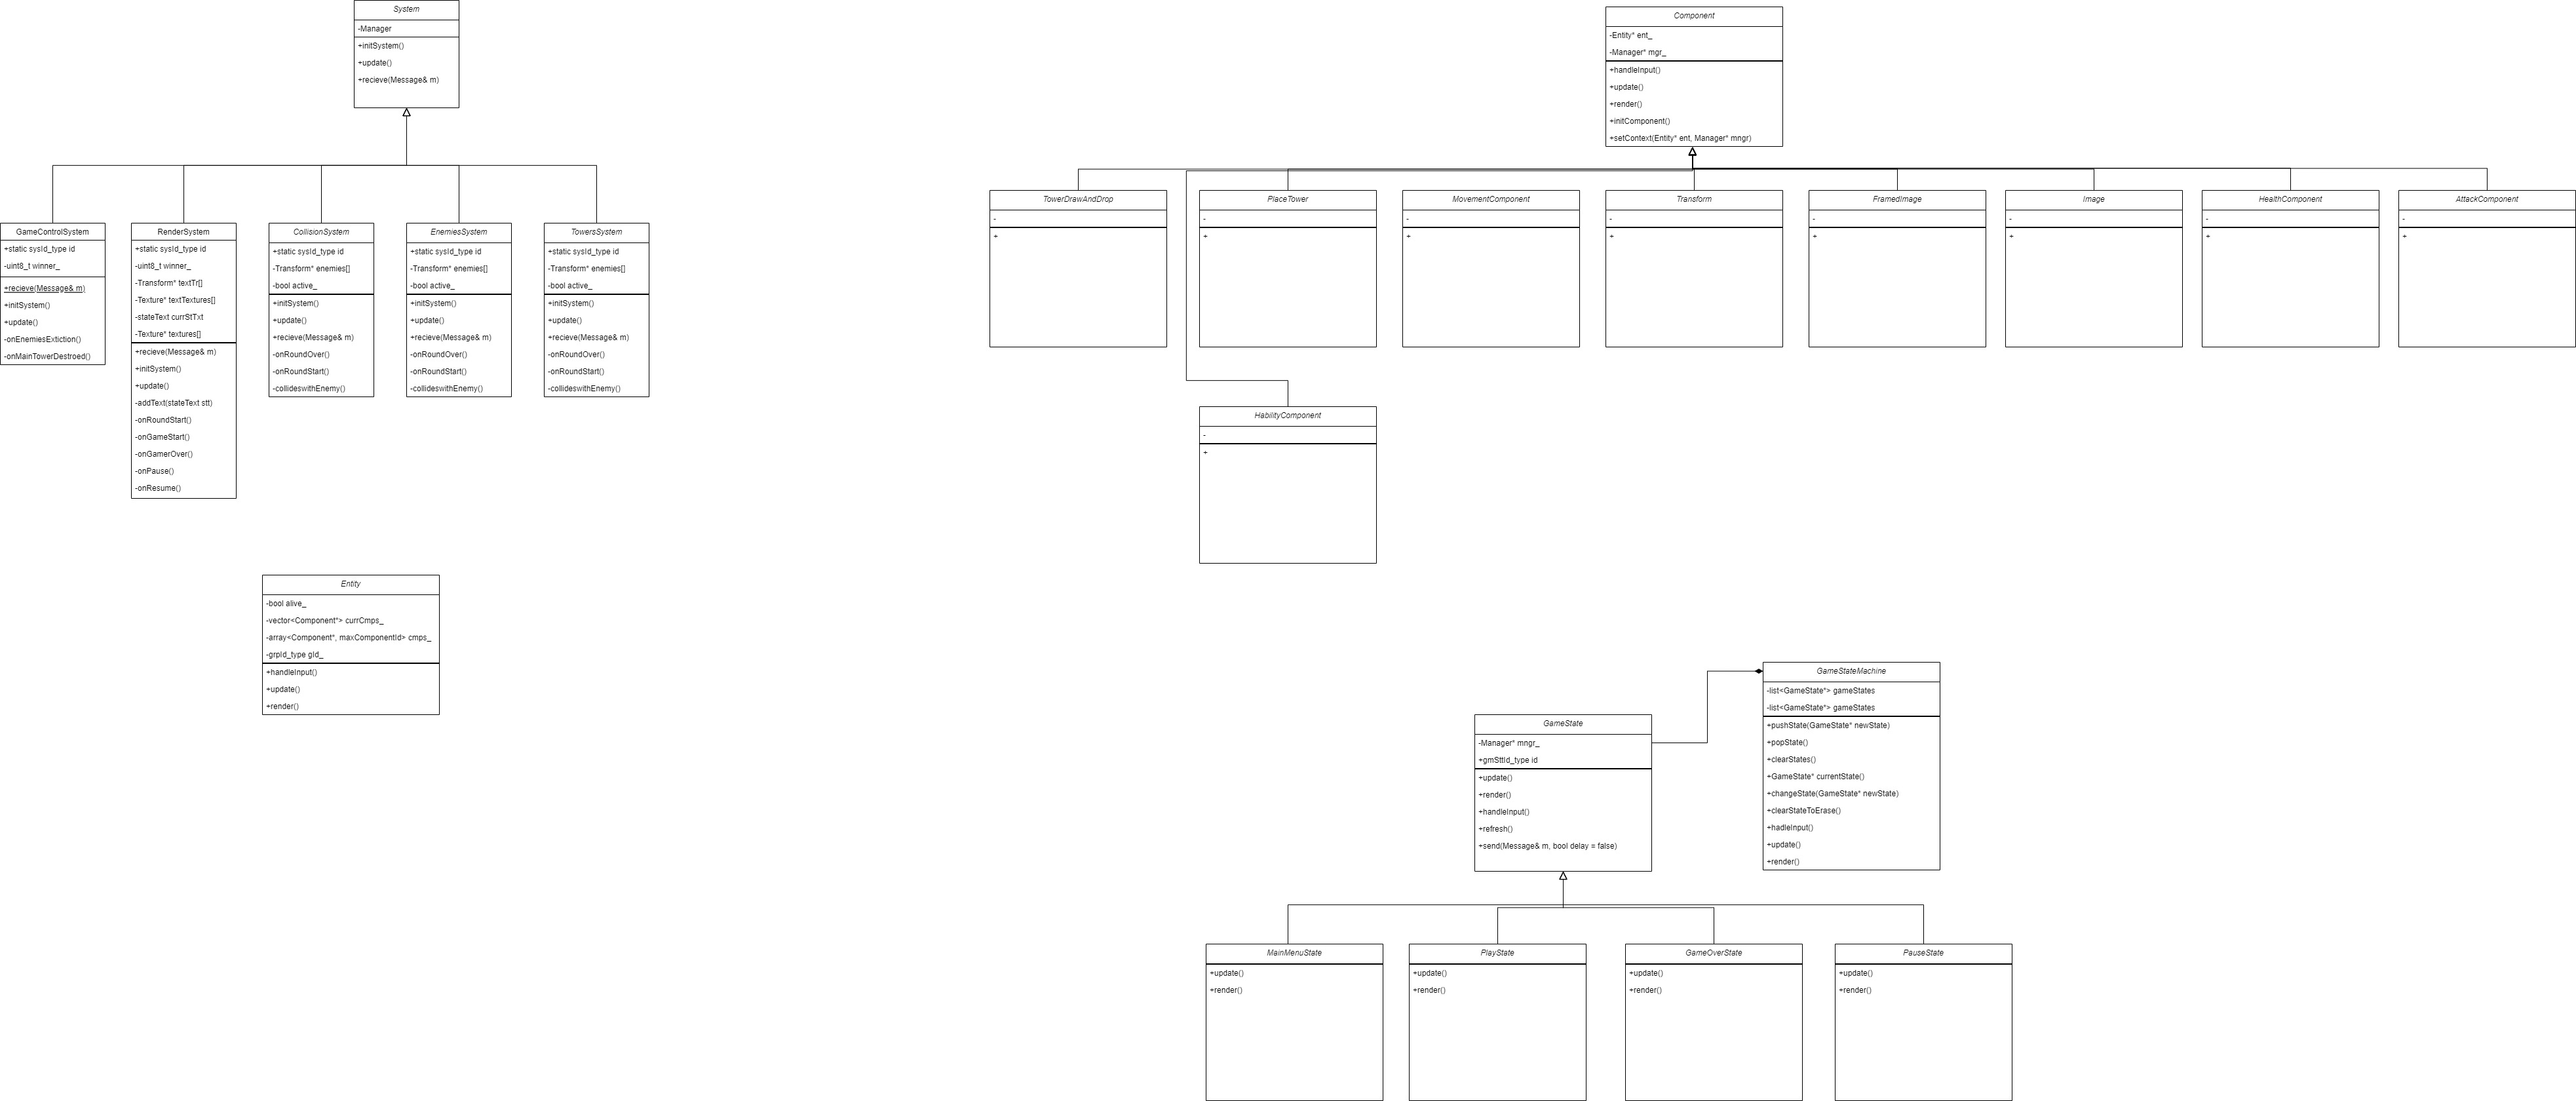 System
-Manager
+initSystem()
+update()
+recieve(Message& m)
GameControlSystem
+static sysId_type id
-uint8_t winner_
+recieve(Message& m)
+initSystem()
+update()
-onEnemiesExtiction()
-onMainTowerDestroed()
RenderSystem
+static sysId_type id
-uint8_t winner_
-Transform* textTr[]
-Texture* textTextures[]
-stateText currStTxt
-Texture* textures[]
+recieve(Message& m)
+initSystem()
+update()
-addText(stateText stt)
-onRoundStart()
-onGameStart()
-onGamerOver()
-onPause()
-onResume()
CollisionSystem
+static sysId_type id
-Transform* enemies[]
-bool active_
+initSystem()
+update()
+recieve(Message& m)
-onRoundOver()
-onRoundStart()
-collideswithEnemy()
EnemiesSystem
+static sysId_type id
-Transform* enemies[]
-bool active_
+initSystem()
+update()
+recieve(Message& m)
-onRoundOver()
-onRoundStart()
-collideswithEnemy()
TowersSystem
+static sysId_type id
-Transform* enemies[]
-bool active_
+initSystem()
+update()
+recieve(Message& m)
-onRoundOver()
-onRoundStart()
-collideswithEnemy()
Component
-Entity* ent_
-Manager* mgr_
+handleInput()
+update()
+render()
+initComponent()
+setContext(Entity* ent, Manager* mngr)
TowerDrawAndDrop
-
+
PlaceTower
-
+
MovementComponent
-
+
Transform
-
+
FramedImage
-
+
Image
-
+
HealthComponent
-
+
AttackComponent
-
+
HabilityComponent
-
+
Entity
-bool alive_
-vector<Component*> currCmps_
-array<Component*, maxComponentId> cmps_
-grpId_type gId_
+handleInput()
+update()
+render()
GameStateMachine
-list<GameState*> gameStates
-list<GameState*> gameStates
+pushState(GameState* newState)
+popState()
+clearStates()
+GameState* currentState()
+changeState(GameState* newState)
+clearStateToErase()
+hadleInput()
+update()
+render()
GameState
-Manager* mngr_
+gmSttId_type id
+update()
+render()
+handleInput()
+refresh()
+send(Message& m, bool delay = false)
MainMenuState
+update()
+render()
PlayState
+update()
+render()
GameOverState
+update()
+render()
PauseState
+update()
+render()